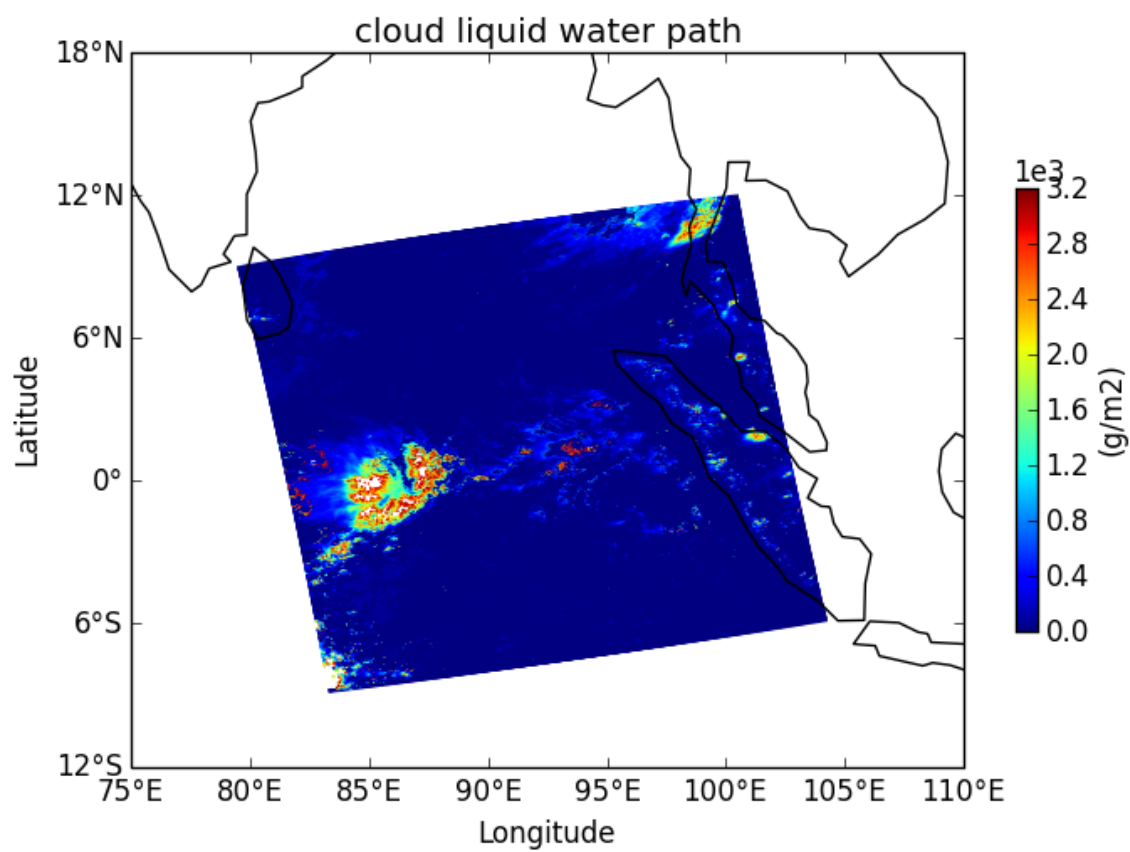 cloud liquid water path
18°N
12°N
6°N
0°
6°S
12°S
75°E 80°E 85°E 90°E 95°E 100°E 105°E 110°E
Latitude
Longitude
1e3
3.2
2.8
2.4
2.0
1.6
1.2
0.8
0.4
0.0
(g/m2)